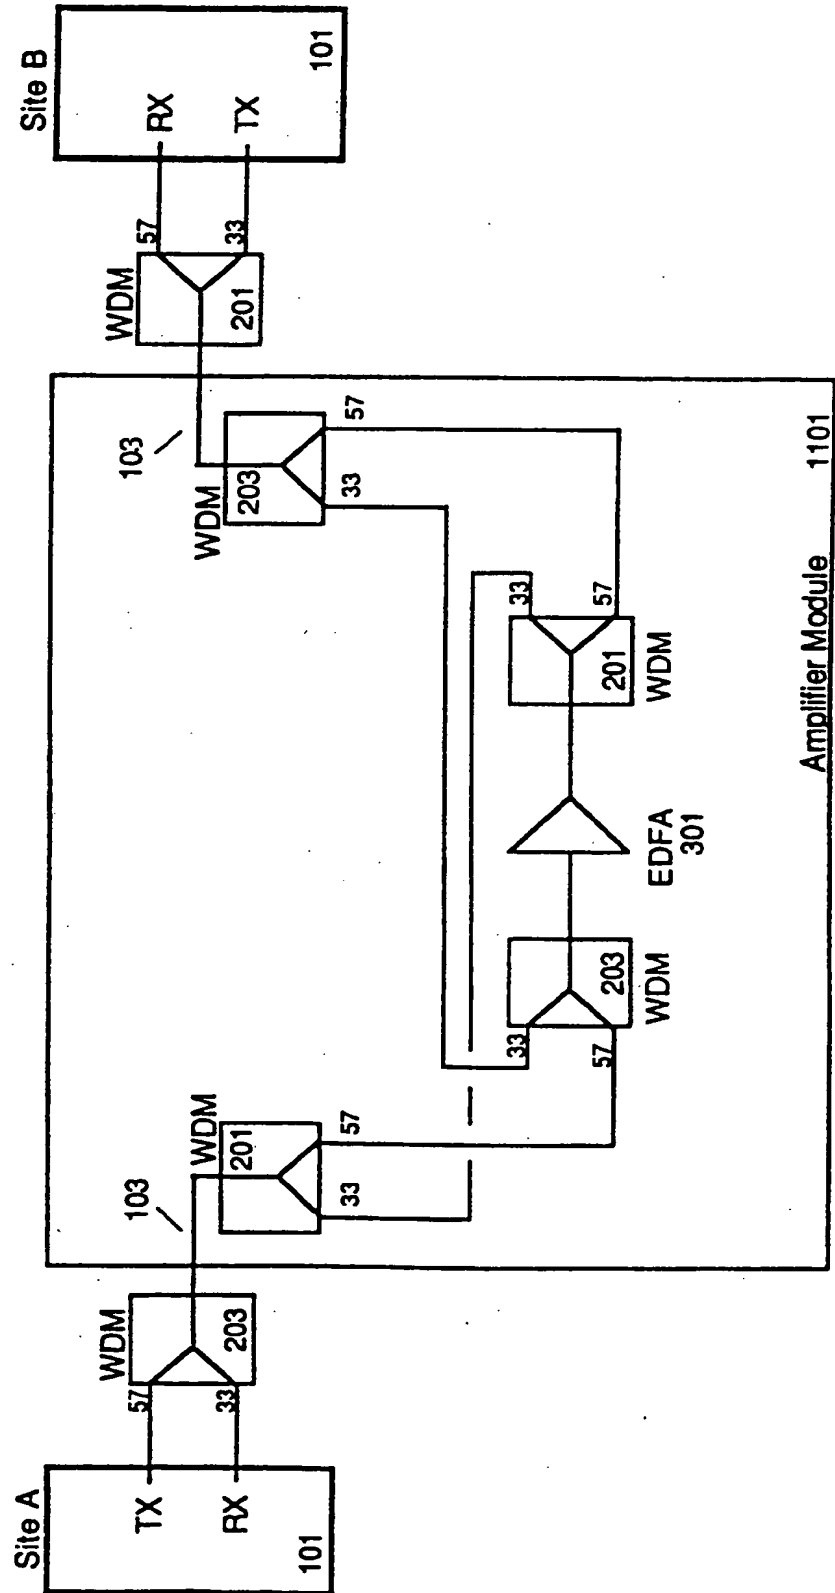 Site A
TX
RX
101
57
33
WDM
203
103
WDM
201
33
57
33
57
203
WDM
EDFA
301
33
57
201
WDM
103
WDM
203
33
57
Amplifier Module
1101
WDM
201
57
33
Site B
RX
TX
101